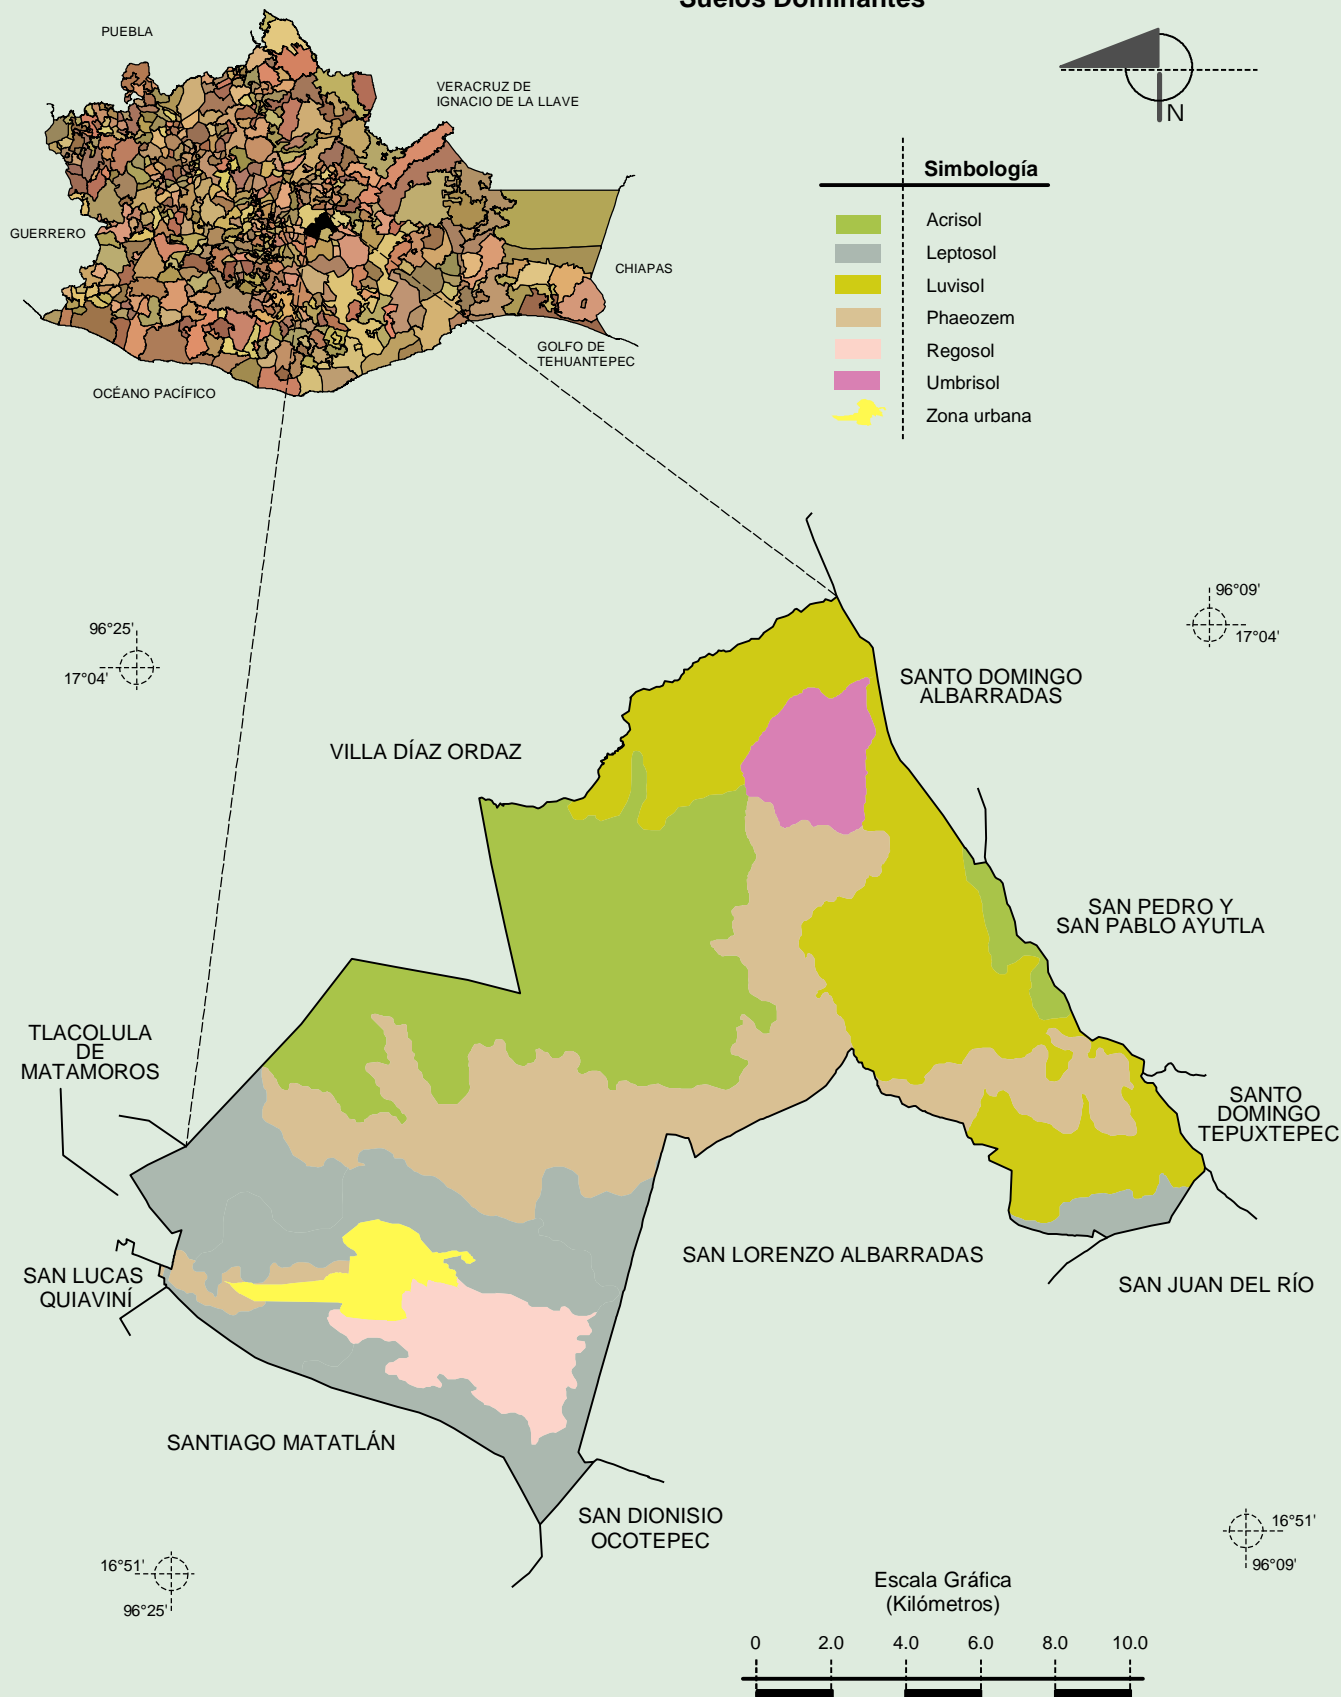 Suelos Dominantes
PUEBLA
VERACRUZ DE
IGNACIO DE LA LLAVE
GUERRERO
CHIAPAS
GOLFO DE
TEHUANTEPEC
OCÉANO PACÍFICO
N
Simbología
Acrisol
Leptosol
Luvisol
Phaeozem
Regosol
Umbrisol
Zona urbana
96°25'
17°04'
96°09'
17°04'
SANTO DOMINGO
ALBARRADAS
VILLA DÍAZ ORDAZ
SAN PEDRO Y
SAN PABLO AYUTLA
TLACOLULA
DE
MATAMOROS
SANTO
DOMINGO
TEPUXTEPEC
SAN LORENZO ALBARRADAS
SAN LUCAS
QUIAVINÍ
SAN JUAN DEL RÍO
SANTIAGO MATATLÁN
SAN DIONISIO
OCOTEPEC
16°51'
96°25'
16°51'
96°09'
Escala Gráfica
(Kilómetros)
0 2.0 4.0 6.0 8.0 10.0